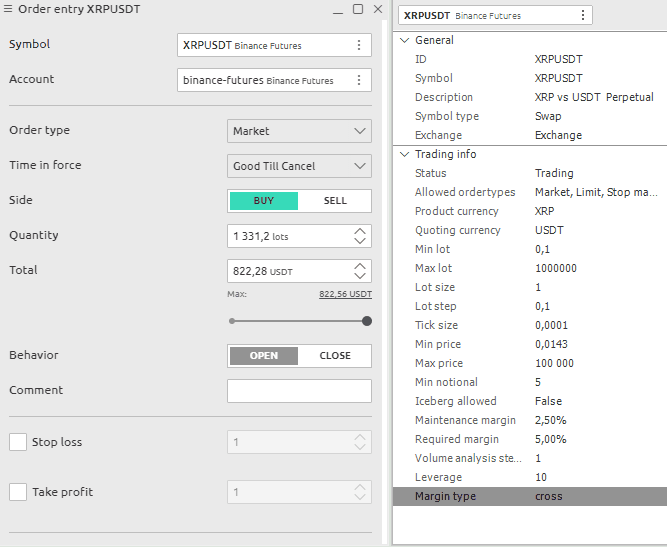 Order entry XRPUSDT
Symbol XRPUSDT Binance Futures
Account binance-futures Binance Futures
Order type Market
Time in force Good Till Cancel
Side BUY SELL
Quantity 1 331,2 lots
Total 822,28 USDT
Max: 822,56 USDT
Behavior OPEN CLOSE
Comment
Stop loss 1
Take profit 1
XRPUSDT Binance Futures
General
ID XRPUSDT
Symbol XRPUSDT
Description XRP vs USDT Perpetual
Symbol type Swap
Exchange Exchange
Trading info
Status Trading
Allowed ordertypes Market, Limit, Stop ma...
Product currency XRP
Quoting currency USDT
Min lot 0,1
Max lot 1000000
Lot size 1
Lot step 0,1
Tick size 0,0001
Min price 0,0143
Max price 100 000
Min notional 5
Iceberg allowed False
Maintenance margin 2,50%
Required margin 5,00%
Volume analysis ste... 1
Leverage 10
Margin type cross